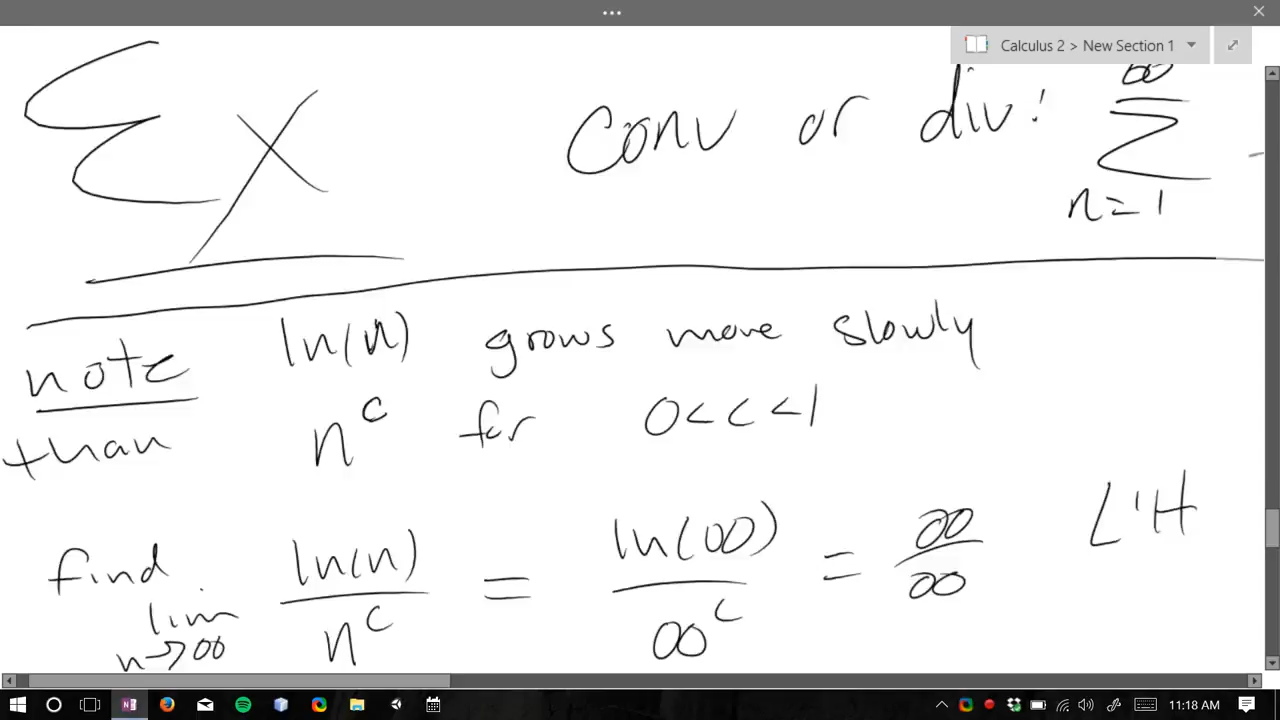 Calculus 2 > New Section 1
Ex conv or div: ∞ Σ n=1
note ln(n) grows more slowly
than n^c for 0<c<1
find lim n→∞ ln(n)/n^c = ln(∞)/∞^c = ∞/∞ L'H
11:18 AM